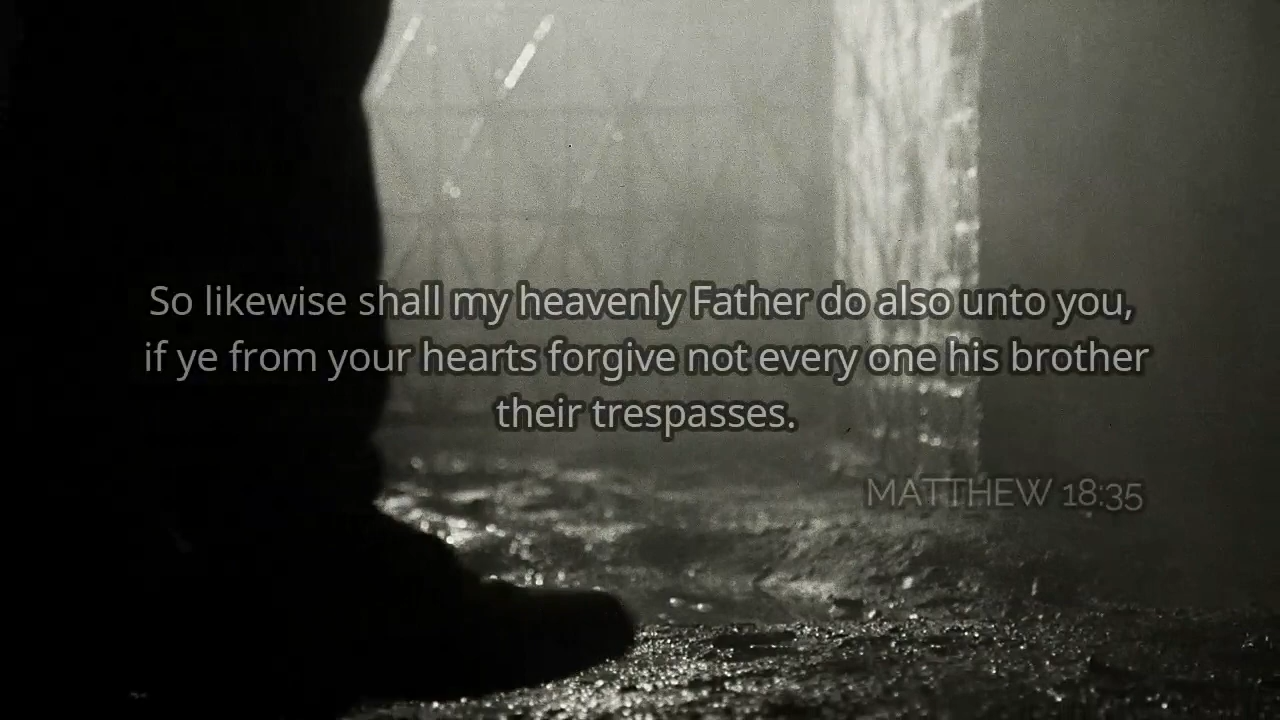 So likewise shall my heavenly Father do also unto you,
if ye from your hearts forgive not every one his brother
their trespasses.
MATTHEW 18:35